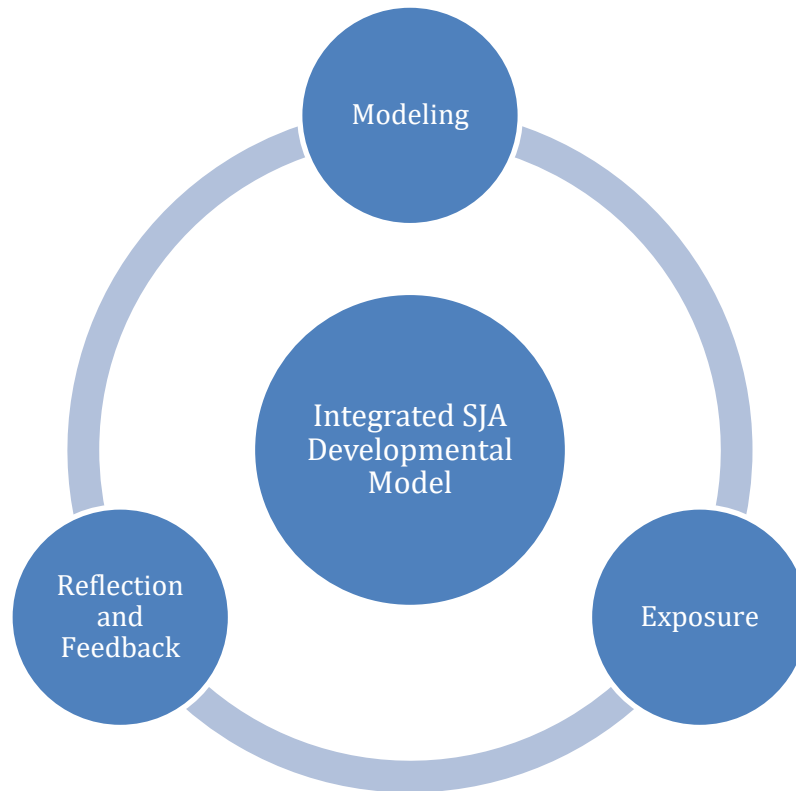 Modeling
Integrated SJA
Developmental
Model
Reflection
and
Feedback
Exposure